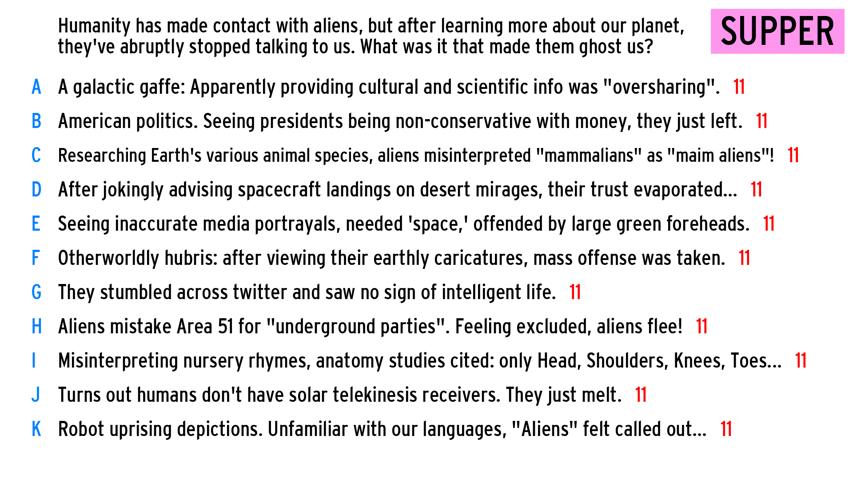 Humanity has made contact with aliens, but after learning more about our planet,
they've abruptly stopped talking to us. What was it that made them ghost us?
SUPPER
A A galactic gaffe: Apparently providing cultural and scientific info was "oversharing". 11
B American politics. Seeing presidents being non-conservative with money, they just left. 11
C Researching Earth's various animal species, aliens misinterpreted "mammalians" as "maim aliens"! 11
D After jokingly advising spacecraft landings on desert mirages, their trust evaporated... 11
E Seeing inaccurate media portrayals, needed 'space,' offended by large green foreheads. 11
F Otherworldly hubris: after viewing their earthly caricatures, mass offense was taken. 11
G They stumbled across twitter and saw no sign of intelligent life. 11
H Aliens mistake Area 51 for "underground parties". Feeling excluded, aliens flee! 11
I Misinterpreting nursery rhymes, anatomy studies cited: only Head, Shoulders, Knees, Toes... 11
J Turns out humans don't have solar telekinesis receivers. They just melt. 11
K Robot uprising depictions. Unfamiliar with our languages, "Aliens" felt called out... 11